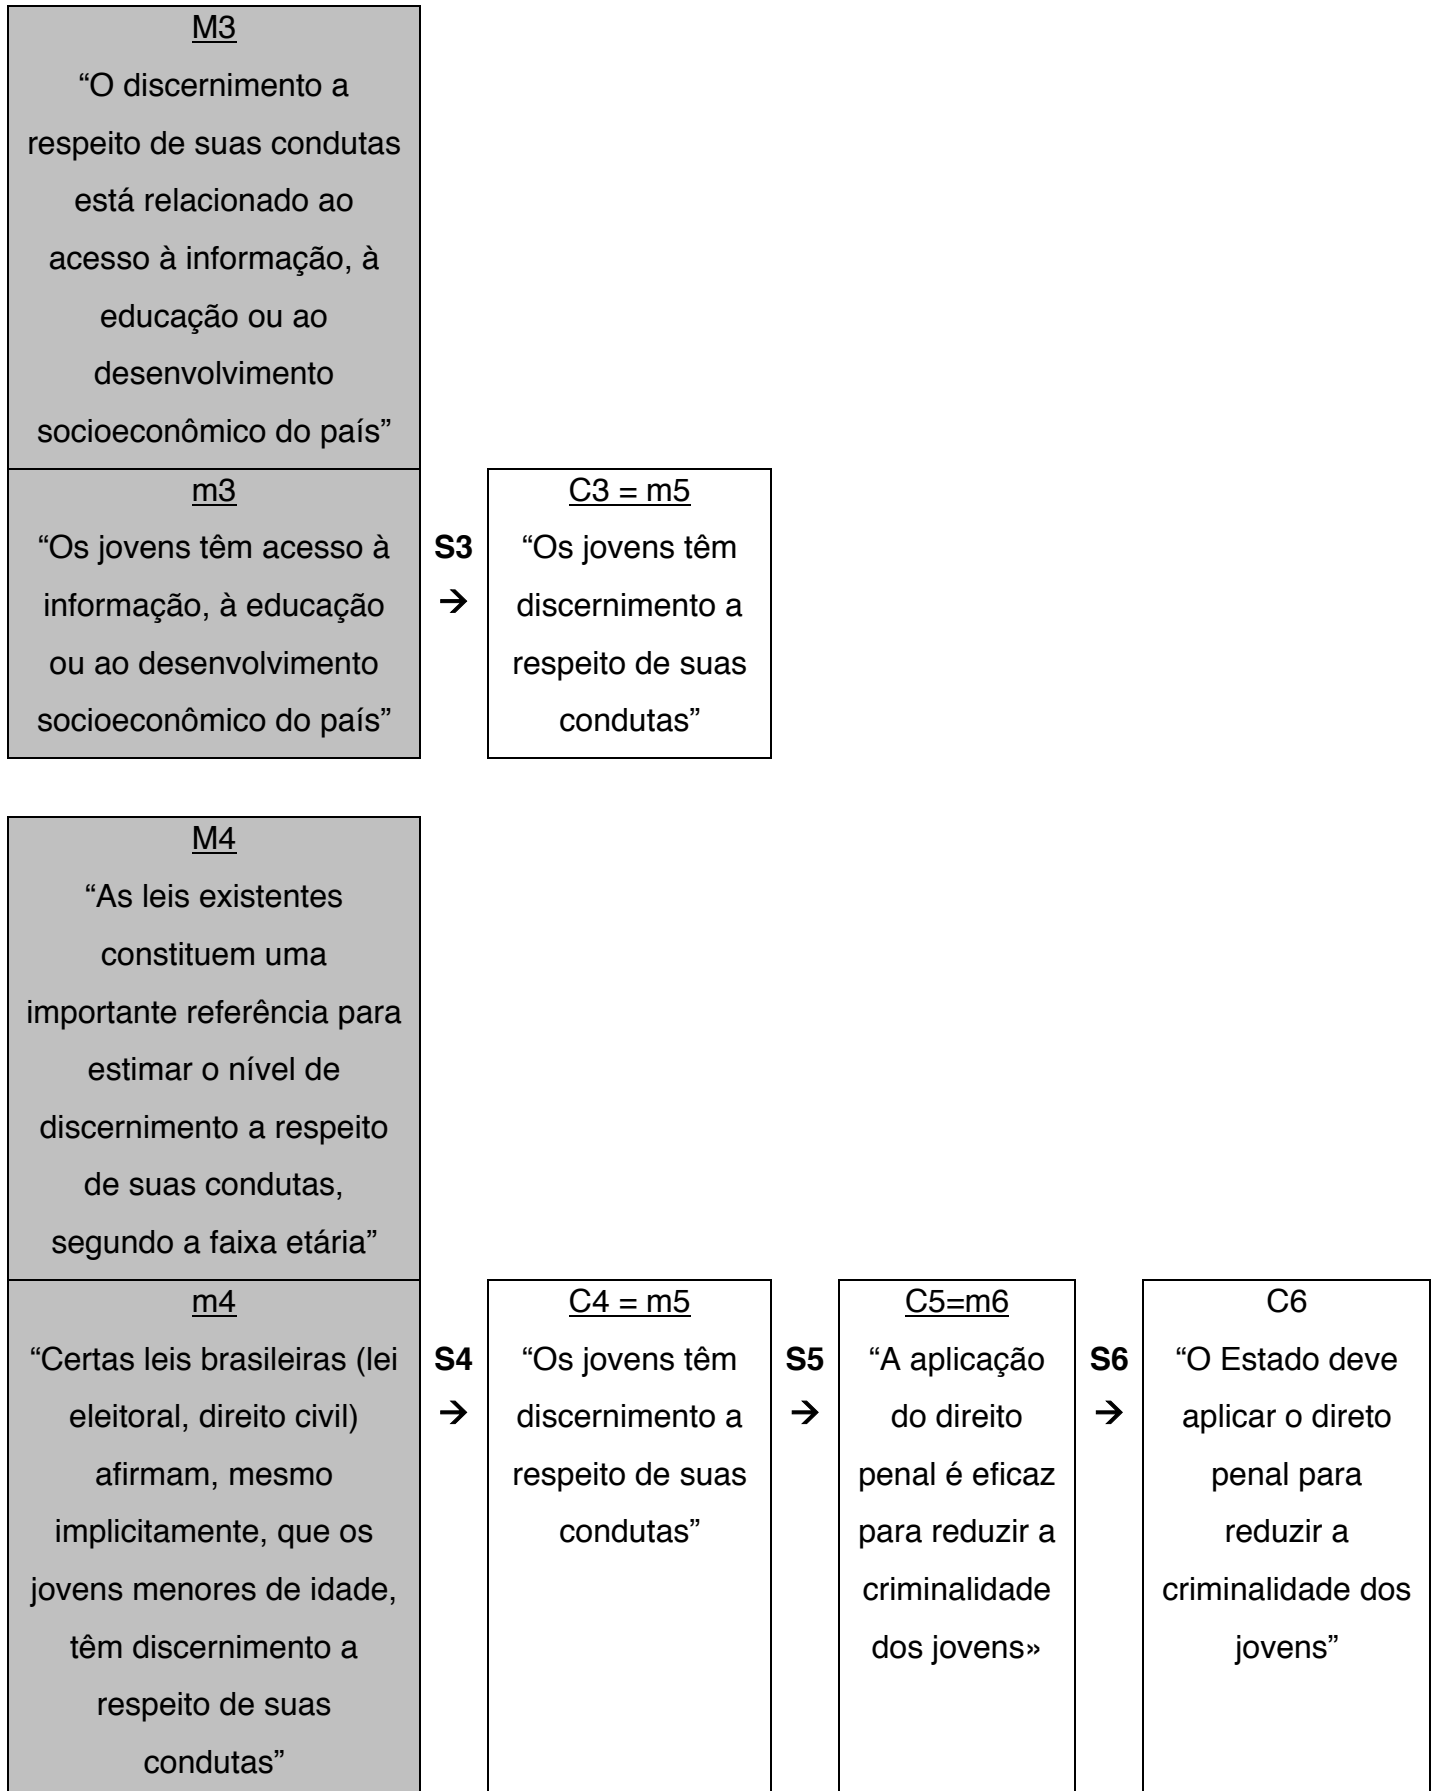 M3
“O discernimento a
respeito de suas condutas
está relacionado ao
acesso à informação, à
educação ou ao
desenvolvimento
socioeconômico do país”
m3
“Os jovens têm acesso à
informação, à educação
ou ao desenvolvimento
socioeconômico do país”
S3
→
C3 = m5
“Os jovens têm
discernimento a
respeito de suas
condutas”
M4
“As leis existentes
constituem uma
importante referência para
estimar o nível de
discernimento a respeito
de suas condutas,
segundo a faixa etária”
m4
“Certas leis brasileiras (lei
eleitoral, direito civil)
afirmam, mesmo
implicitamente, que os
jovens menores de idade,
têm discernimento a
respeito de suas
condutas”
S4
→
C4 = m5
“Os jovens têm
discernimento a
respeito de suas
condutas”
S5
→
C5=m6
“A aplicação
do direito
penal é eficaz
para reduzir a
criminalidade
dos jovens»
S6
→
C6
“O Estado deve
aplicar o direto
penal para
reduzir a
criminalidade dos
jovens”